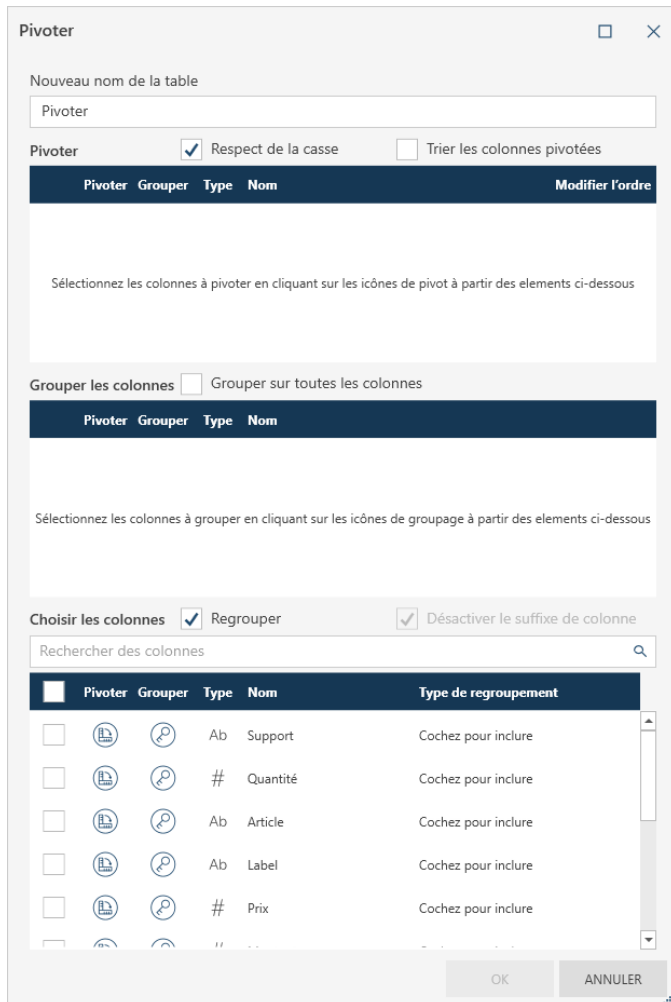 Pivoter
Nouveau nom de la table
Pivoter
Pivoter Respect de la casse Trier les colonnes pivotées
Pivoter Grouper Type Nom Modifier l'ordre
Sélectionnez les colonnes à pivoter en cliquant sur les icônes de pivot à partir des elements ci-dessous
Grouper les colonnes Grouper sur toutes les colonnes
Pivoter Grouper Type Nom
Sélectionnez les colonnes à grouper en cliquant sur les icônes de groupage à partir des elements ci-dessous
Choisir les colonnes Regrouper Désactiver le suffixe de colonne
Rechercher des colonnes
Pivoter Grouper Type Nom Type de regroupement
Ab Support Cochez pour inclure
# Quantité Cochez pour inclure
Ab Article Cochez pour inclure
Ab Label Cochez pour inclure
# Prix Cochez pour inclure
OK ANNULER